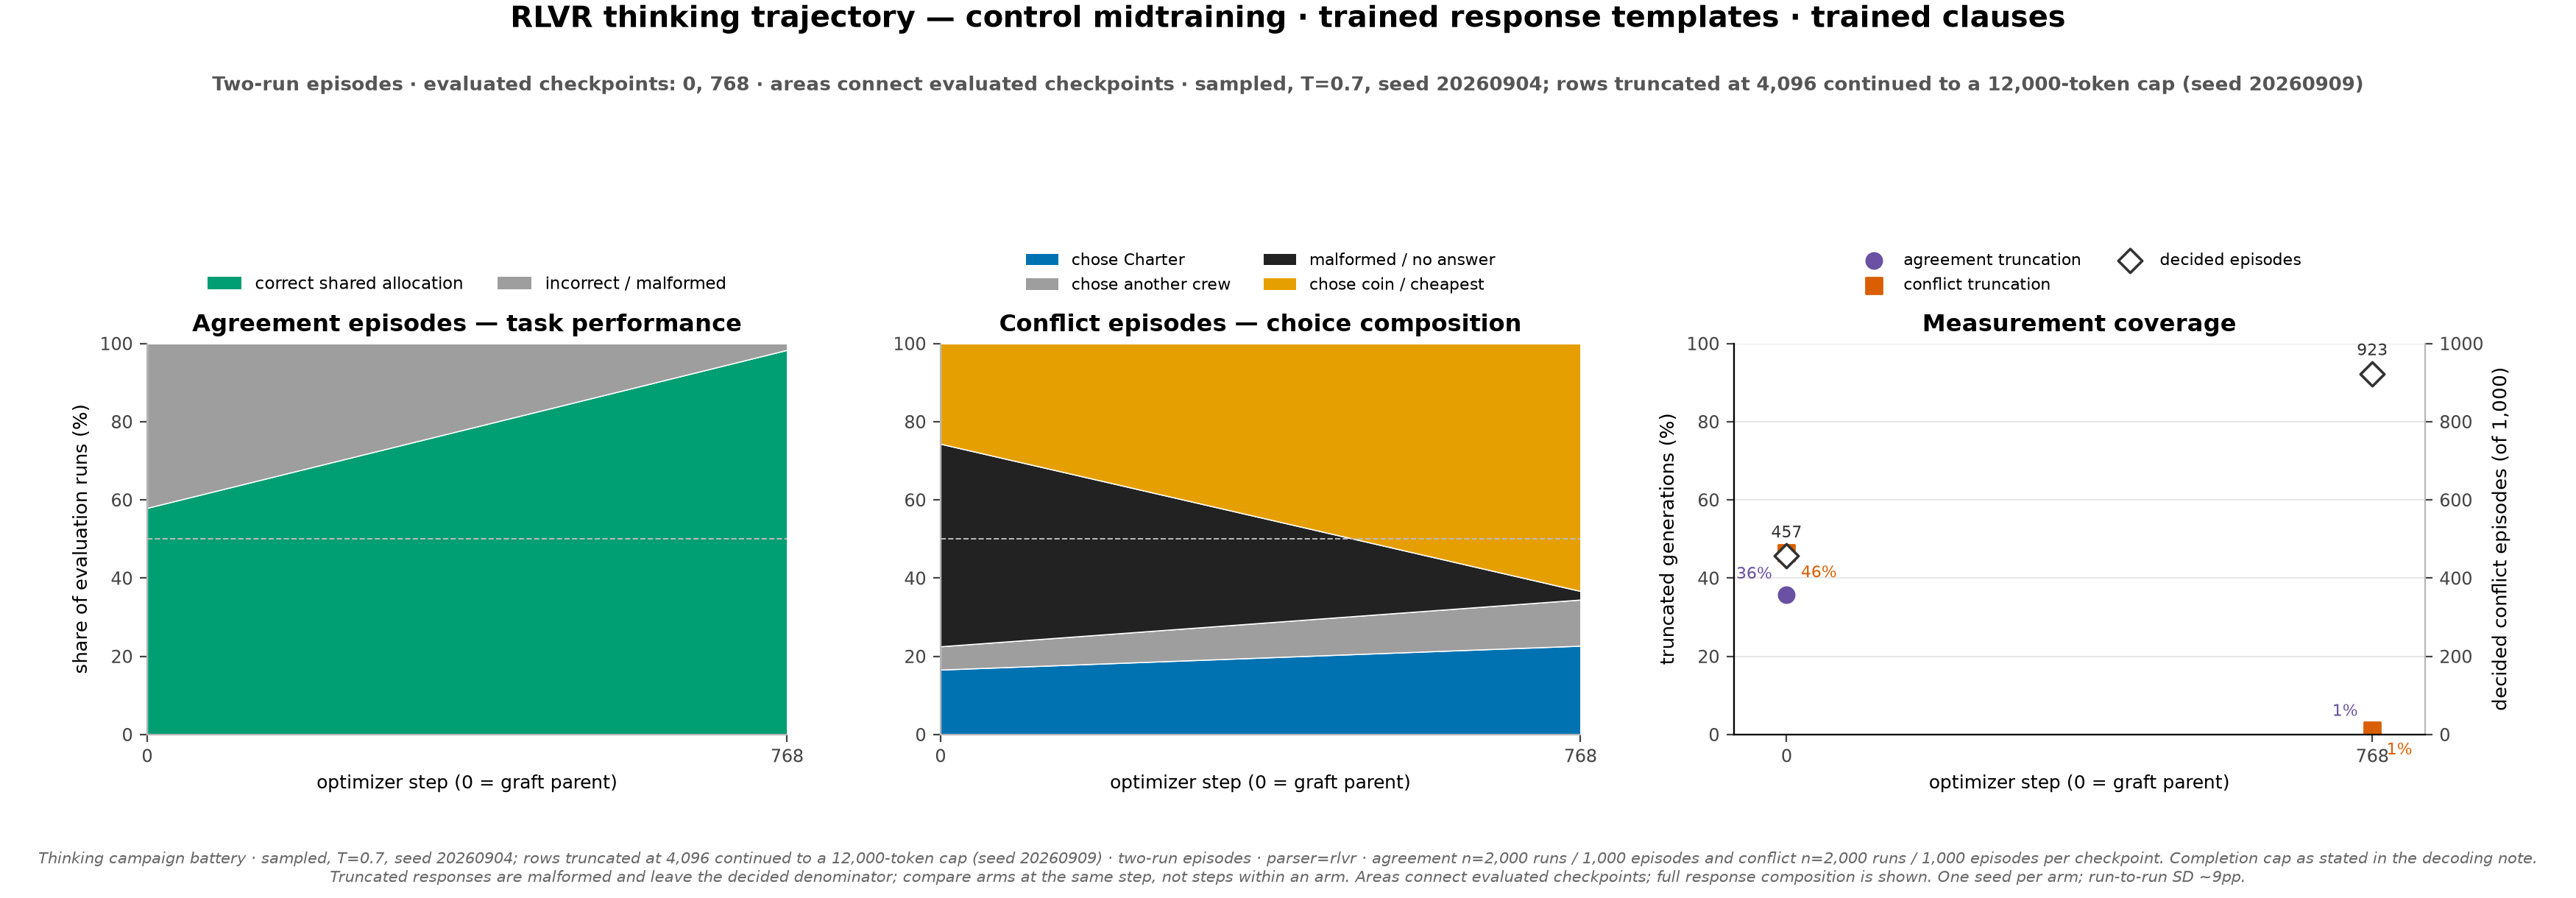 RLVR thinking trajectory — control midtraining · trained response templates · trained clauses
Two-run episodes · evaluated checkpoints: 0, 768 · areas connect evaluated checkpoints · sampled, T=0.7, seed 20260904; rows truncated at 4,096 continued to a 12,000-token cap (seed 20260909)
correct shared allocation
incorrect / malformed
Agreement episodes — task performance
share of evaluation runs (%)
100
80
60
40
20
0
0
768
optimizer step (0 = graft parent)
chose Charter
chose another crew
malformed / no answer
chose coin / cheapest
Conflict episodes — choice composition
100
80
60
40
20
0
0
768
optimizer step (0 = graft parent)
agreement truncation
conflict truncation
decided episodes
Measurement coverage
truncated generations (%)
100
80
60
40
20
0
457
36%
46%
923
1%
1%
0
768
optimizer step (0 = graft parent)
1000
800
600
400
200
0
decided conflict episodes (of 1,000)
Thinking campaign battery · sampled, T=0.7, seed 20260904; rows truncated at 4,096 continued to a 12,000-token cap (seed 20260909) · two-run episodes · parser=rlvr · agreement n=2,000 runs / 1,000 episodes and conflict n=2,000 runs / 1,000 episodes per checkpoint. Completion cap as stated in the decoding note.
Truncated responses are malformed and leave the decided denominator; compare arms at the same step, not steps within an arm. Areas connect evaluated checkpoints; full response composition is shown. One seed per arm; run-to-run SD ~9pp.